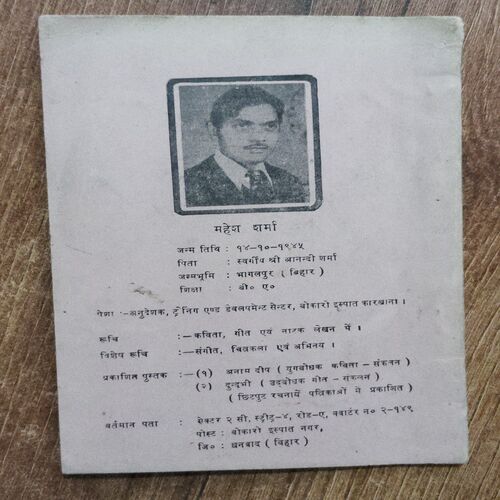 महेश शर्मा
जन्म तिथि : १४-१०-१९४५
पिता : स्वर्गीय श्री आनन्दी शर्मा
जन्मभूमि : भागलपुर ( बिहार )
शिक्षा : बी० ए०
पेशा :-अनुदेशक, ट्रेनिंग एण्ड डेवलपमेन्ट सेन्टर, बोकारो इस्पात कारखाना ।
रूचि :-कविता, गीत एवं नाटक लेखन में ।
विशेष रूचि :-संगीत, चित्रकला एवं अभिनय ।
प्रकाशित पुस्तक :-(१) अनाम दीप ( युगबोधक कविता - संकलन )
(२) दुन्दुभी ( उदबोधक गीत - संकलन )
( छिटपुट रचनायें पत्रिकाओं में प्रकाशित )
वर्तमान पता : सेक्टर २ सी, स्ट्रीट-४, रोड-ए, क्वार्टर न० २-१४९
पोस्ट : बोकारो इस्पात नगर,
जि० : धनबाद ( बिहार )